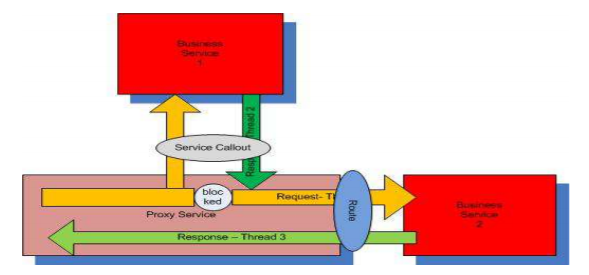 Business
Service
1
Thread 2
Service Callout
bloc
ked
Request- Th
Route
Business
Service
2
Proxy Service
Response – Thread 3